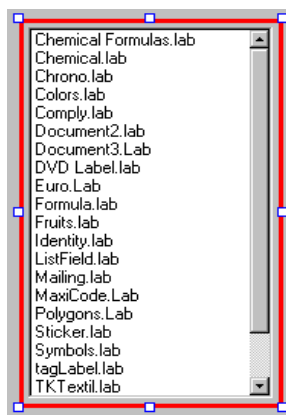 Chemical Formulas.lab
Chemical.lab
Chrono.lab
Colors.lab
Comply.lab
Document2.lab
Document3.Lab
DVD Label.lab
Euro.Lab
Formula.lab
Fruits.lab
Identity.lab
ListField.lab
Mailing.lab
MaxiCode.Lab
Polygons.Lab
Sticker.lab
Symbols.lab
tagLabel.lab
TKTextil.lab